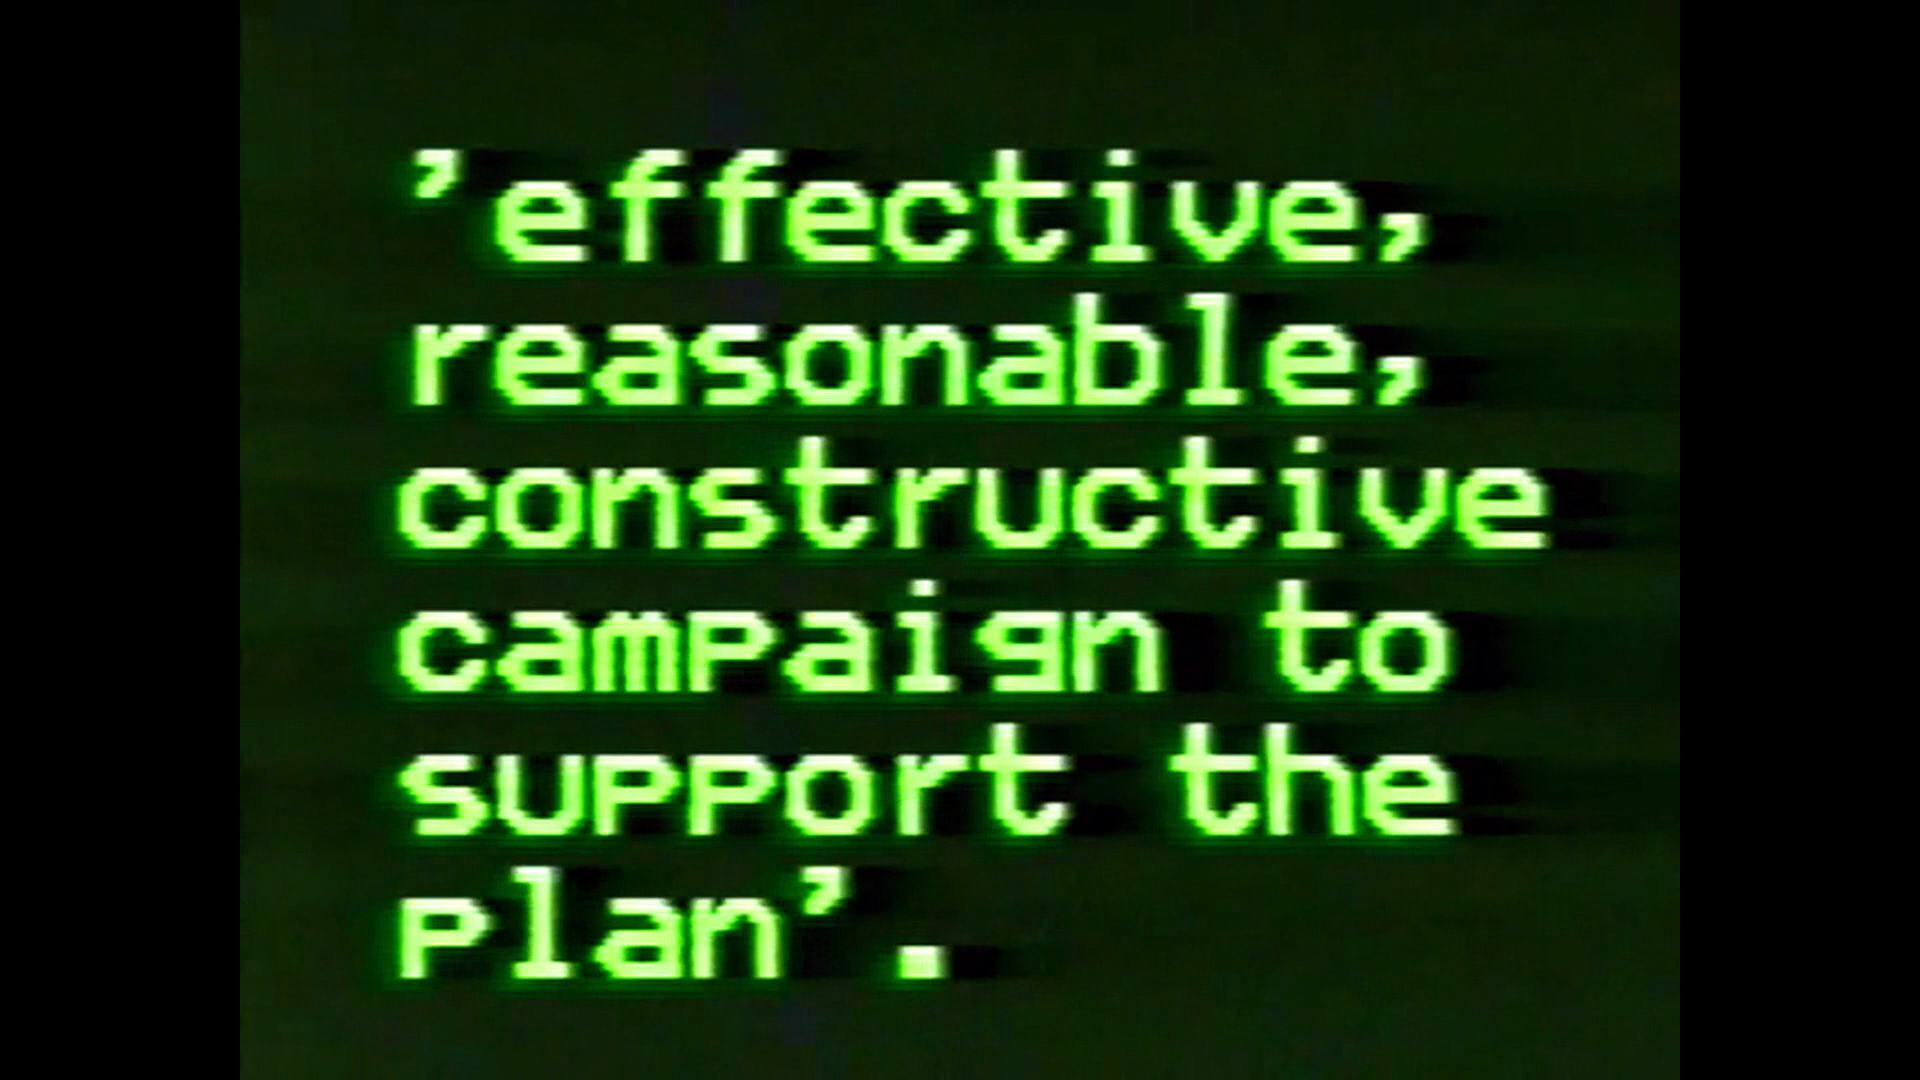 'effective,
reasonable,
constructive
campaign to
support the
plan'.